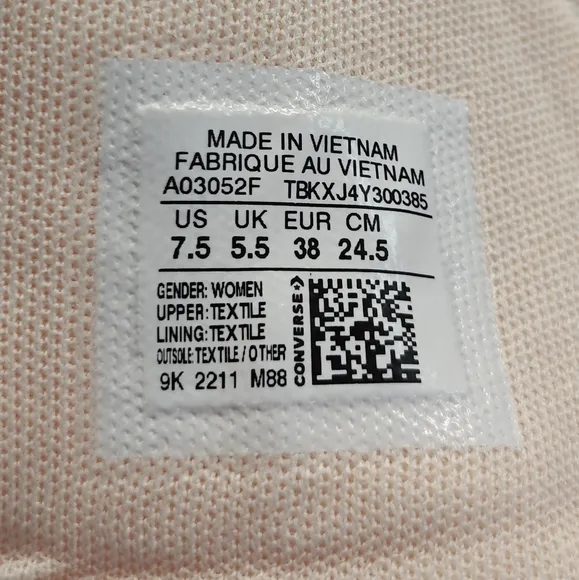 MADE IN VIETNAM
FABRIQUE AU VIETNAM
A03052F TBKXJ4Y300385
US UK EUR CM
7.5 5.5 38 24.5
GENDER: WOMEN
UPPER: TEXTILE
LINING: TEXTILE
OUTSOLE: TEXTILE / OTHER
9K 2211 M88
CONVERSE